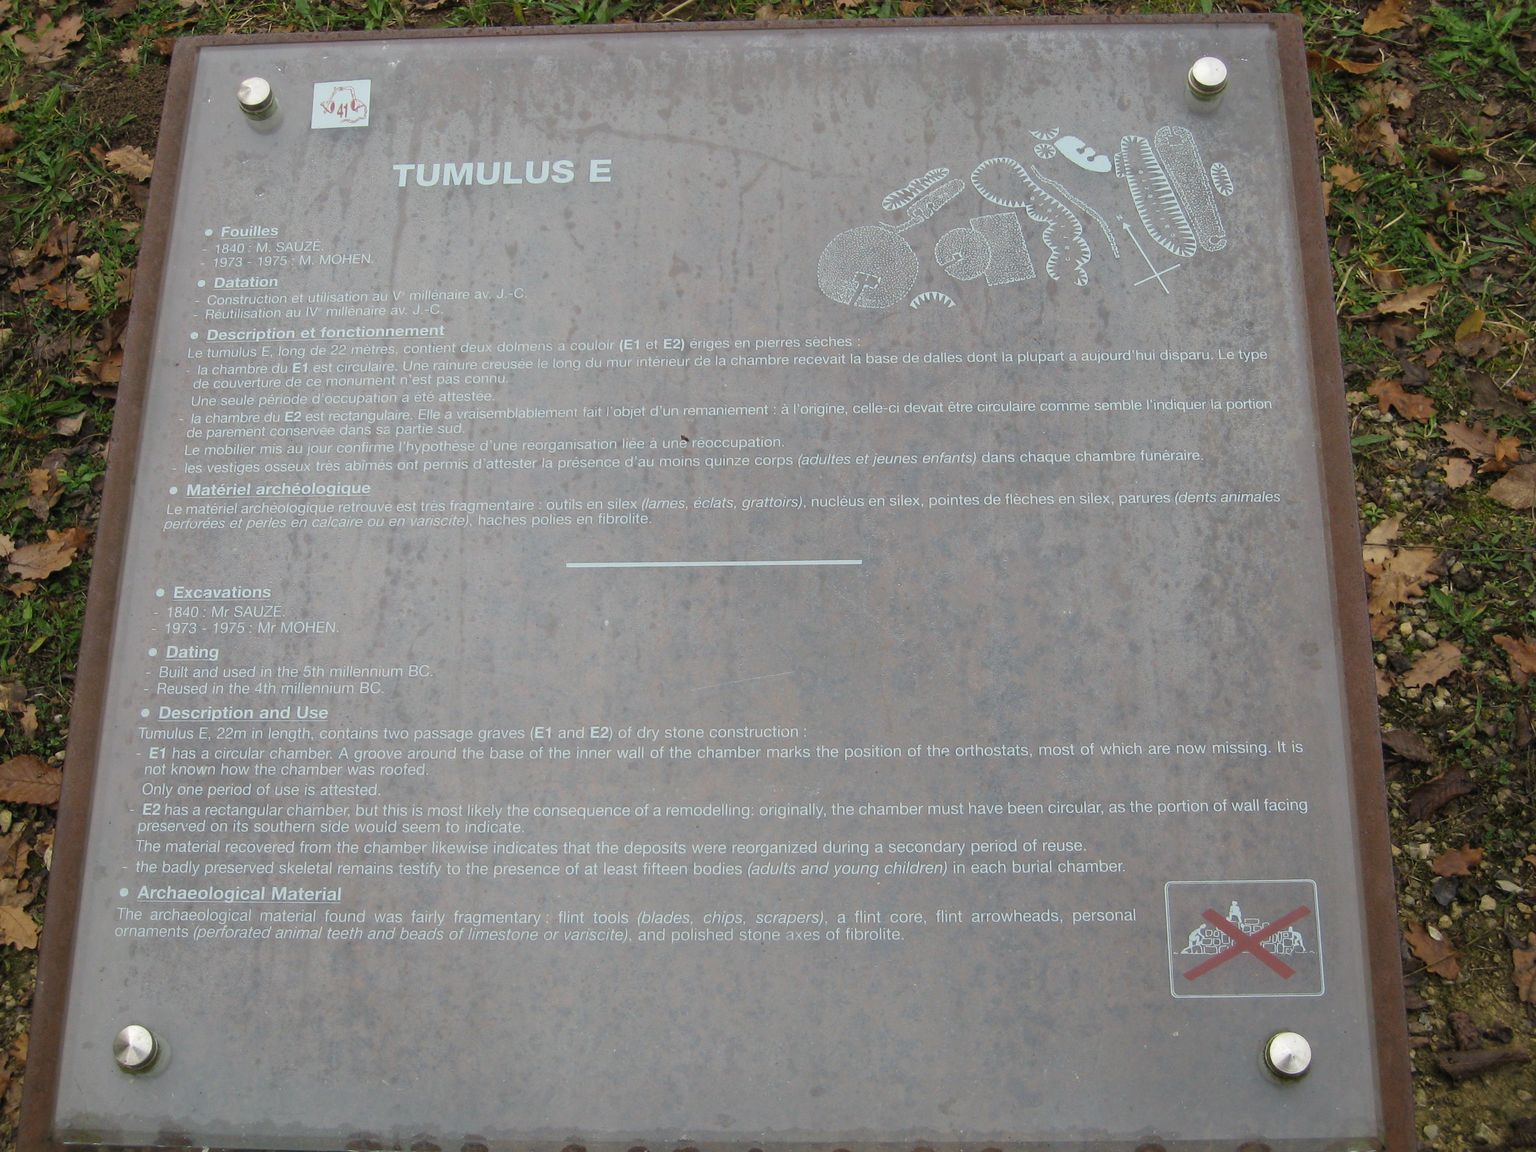 41
TUMULUS E
● Fouilles
- 1840 : M. SAUZÉ.
- 1973 - 1975 : M. MOHEN.
● Datation
- Construction et utilisation au Ve millénaire av. J.-C.
- Réutilisation au IVe millénaire av. J.-C.
● Description et fonctionnement
Le tumulus E, long de 22 mètres, contient deux dolmens à couloir (E1 et E2) érigés en pierres sèches :
- la chambre du E1 est circulaire. Une rainure creusée le long du mur intérieur de la chambre recevait la base de dalles dont la plupart a aujourd'hui disparu. Le type
de couverture de ce monument n'est pas connu.
Une seule période d'occupation a été attestée.
- la chambre du E2 est rectangulaire. Elle a vraisemblablement fait l'objet d'un remaniement : à l'origine, celle-ci devait être circulaire comme semble l'indiquer la portion
de parement conservée dans sa partie sud.
Le mobilier mis au jour confirme l'hypothèse d'une réorganisation liée à une réoccupation.
- les vestiges osseux très abîmés ont permis d'attester la présence d'au moins quinze corps (adultes et jeunes enfants) dans chaque chambre funéraire.
● Matériel archéologique
Le matériel archéologique retrouvé est très fragmentaire : outils en silex (lames, éclats, grattoirs), nucléus en silex, pointes de flèches en silex, parures (dents animales
perforées et perles en calcaire ou en variscite), haches polies en fibrolite.
● Excavations
- 1840 : Mr SAUZÉ.
- 1973 - 1975 : Mr MOHEN.
● Dating
- Built and used in the 5th millennium BC.
- Reused in the 4th millennium BC.
● Description and Use
Tumulus E, 22m in length, contains two passage graves (E1 and E2) of dry stone construction :
- E1 has a circular chamber. A groove around the base of the inner wall of the chamber marks the position of the orthostats, most of which are now missing. It is
not known how the chamber was roofed.
Only one period of use is attested.
- E2 has a rectangular chamber, but this is most likely the consequence of a remodelling: originally, the chamber must have been circular, as the portion of wall facing
preserved on its southern side would seem to indicate.
The material recovered from the chamber likewise indicates that the deposits were reorganized during a secondary period of reuse.
- the badly preserved skeletal remains testify to the presence of at least fifteen bodies (adults and young children) in each burial chamber.
● Archaeological Material
The archaeological material found was fairly fragmentary : flint tools (blades, chips, scrapers), a flint core, flint arrowheads, personal
ornaments (perforated animal teeth and beads of limestone or variscite), and polished stone axes of fibrolite.